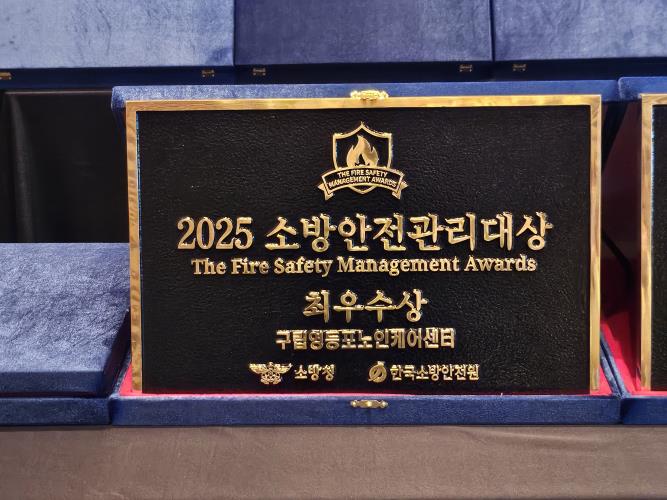 THE FIRE SAFETY
MANAGEMENT AWARDS
2025 소방안전관리대상
The Fire Safety Management Awards
최우수상
구립영등포노인케어센터
소방청 한국소방안전원